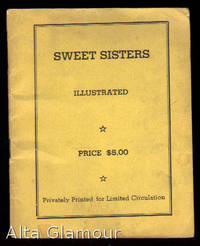 SWEET SISTERS
ILLUSTRATED
PRICE $5.00
Privately Printed for Limited Circulation
Alta Glamour